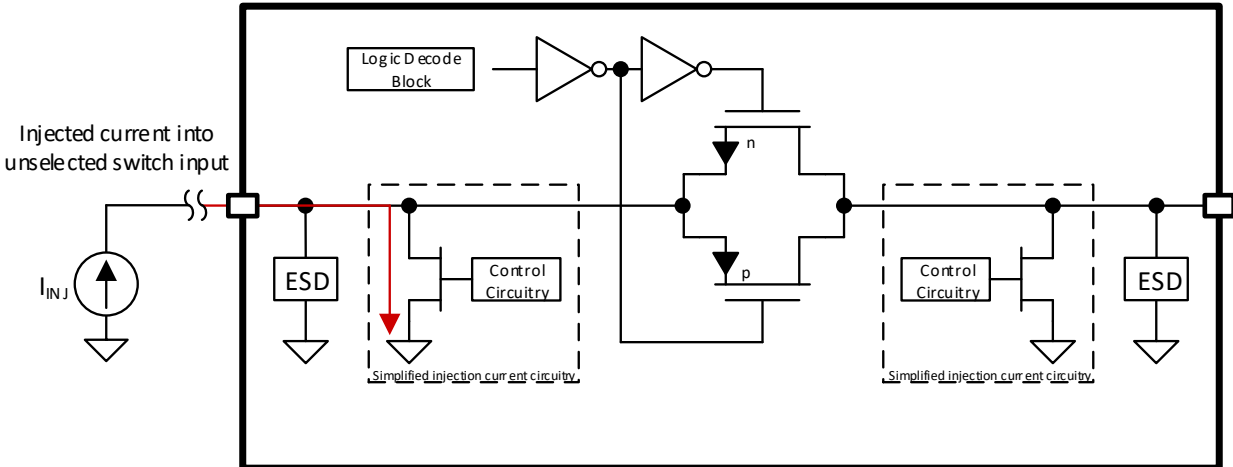 Logic Decode
Block
Injected current into
unselected switch input
n
p
I_INJ
ESD
Control
Circuitry
Simplified injection current circuitry
Control
Circuitry
ESD
Simplified injection current circuitry